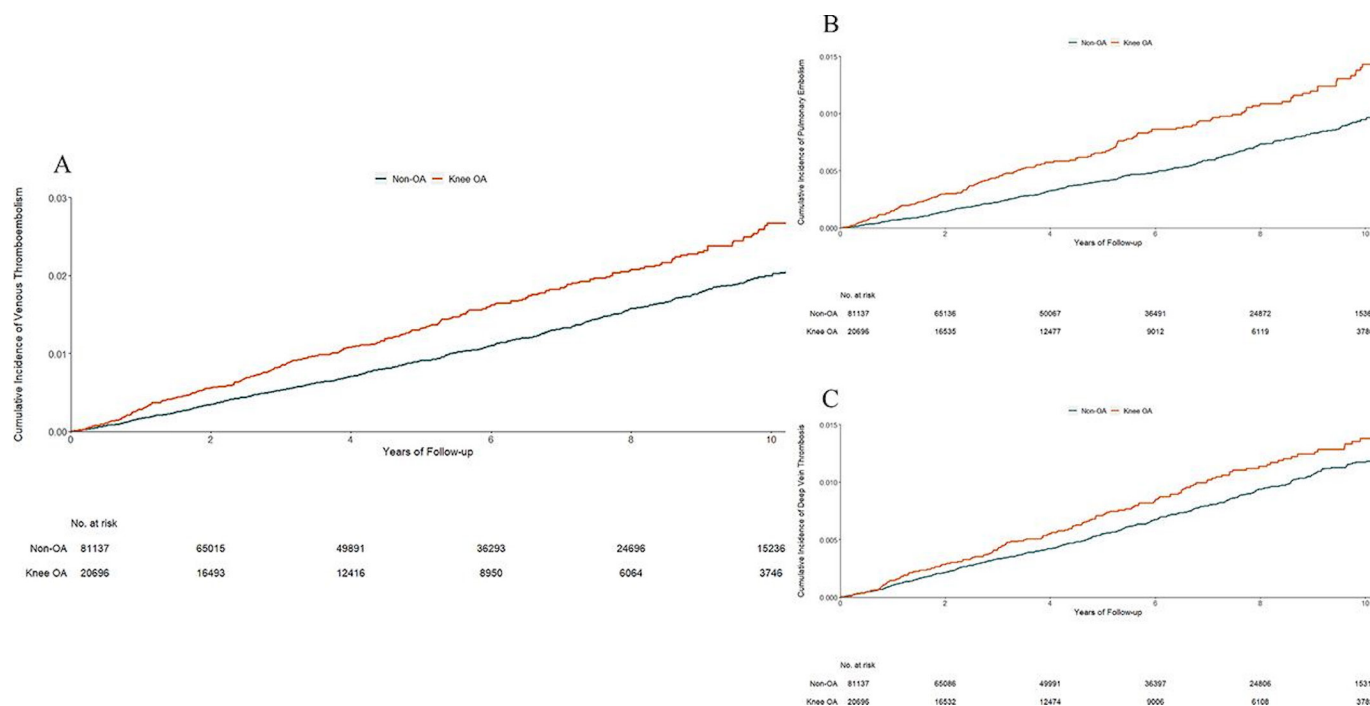 A
Non-OA Knee OA
Cumulative Incidence of Venous Thromboembolism
0.03
0.02
0.01
0.00
0 2 4 6 8 10
Years of Follow-up
No. at risk
Non-OA 81137 65015 49891 36293 24696 15236
Knee OA 20696 16493 12416 8950 6064 3746
B
Non-OA Knee OA
Cumulative Incidence of Pulmonary Embolism
0.015
0.010
0.005
0.000
0 2 4 6 8 10
Years of Follow-up
No. at risk
Non-OA 81137 65136 50067 36491 24872 1536
Knee OA 20696 16535 12477 9012 6119 378
C
Non-OA Knee OA
Cumulative Incidence of Deep Vein Thrombosis
0.015
0.010
0.005
0.000
0 2 4 6 8 10
Years of Follow-up
No. at risk
Non-OA 81137 65086 49991 36397 24806 1531
Knee OA 20696 16532 12474 9006 6108 378